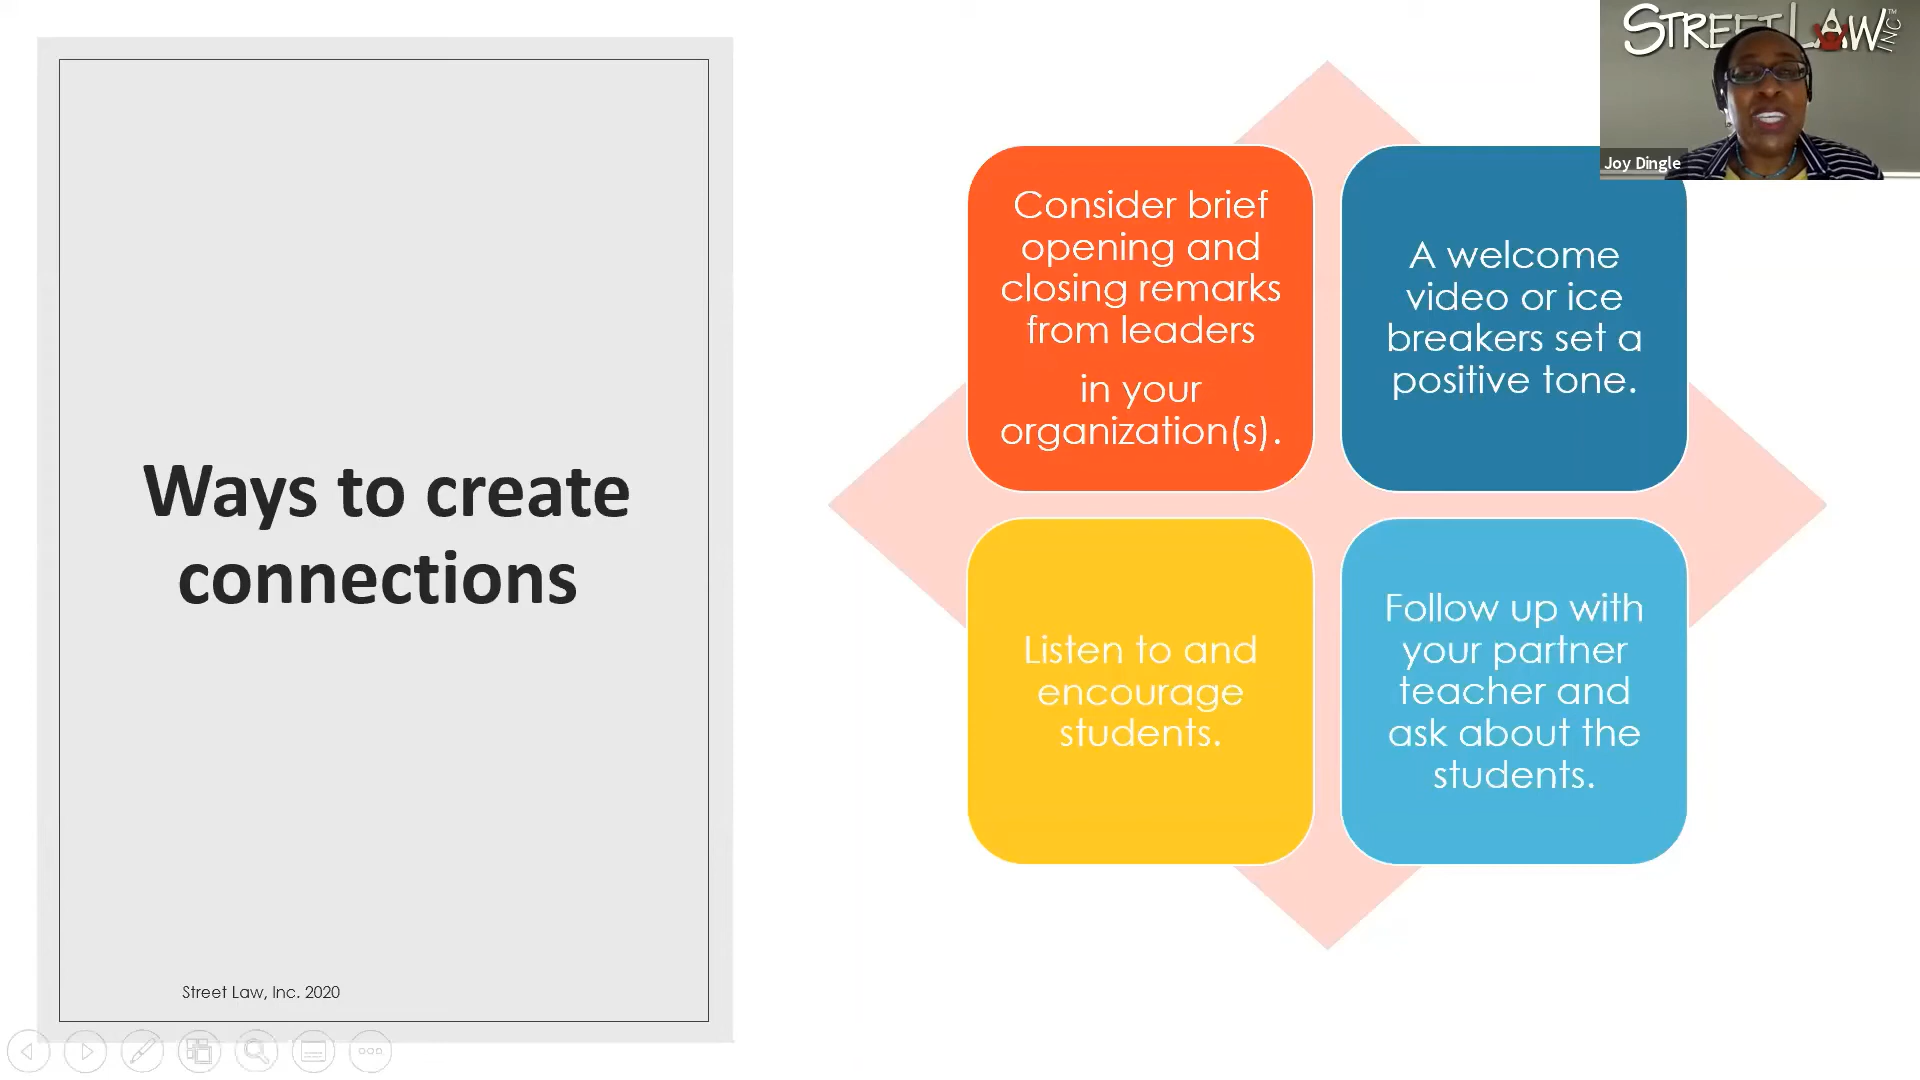 Ways to create
connections
Street Law, Inc. 2020
Consider brief
opening and
closing remarks
from leaders
in your
organization(s).
A welcome
video or ice
breakers set a
positive tone.
Listen to and
encourage
students.
Follow up with
your partner
teacher and
ask about the
students.
STREET LAW INC™
Joy Dingle